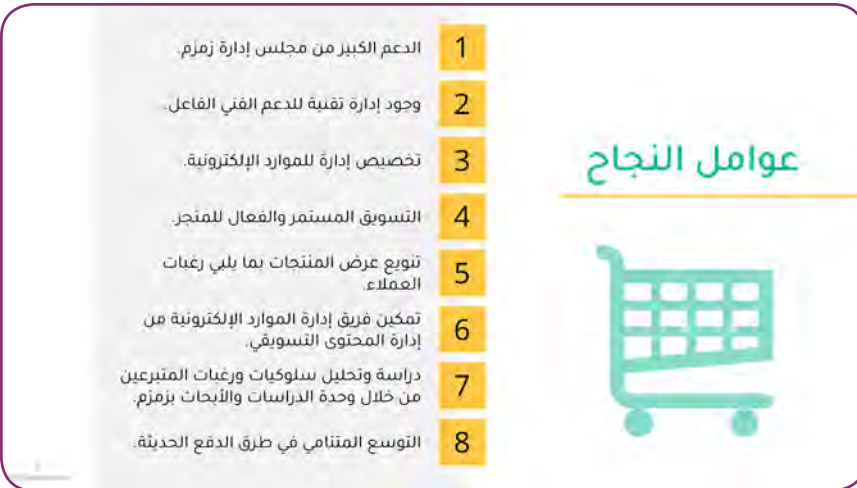 عوامل النجاح
1 الدعم الكبير من مجلس إدارة زمزم.
2 وجود إدارة تقنية للدعم الفني الفاعل.
3 تخصيص إدارة للموارد الإلكترونية.
4 التسويق المستمر والفعال للمتجر.
5 تنويع عرض المنتجات بما يلبي رغبات
العملاء.
6 تمكين فريق إدارة الموارد الإلكترونية من
إدارة المحتوى التسويقي.
7 دراسة وتحليل سلوكيات ورغبات المتبرعين
من خلال وحدة الدراسات والأبحاث بزمزم.
8 التوسع المتنامي في طرق الدفع الحديثة.